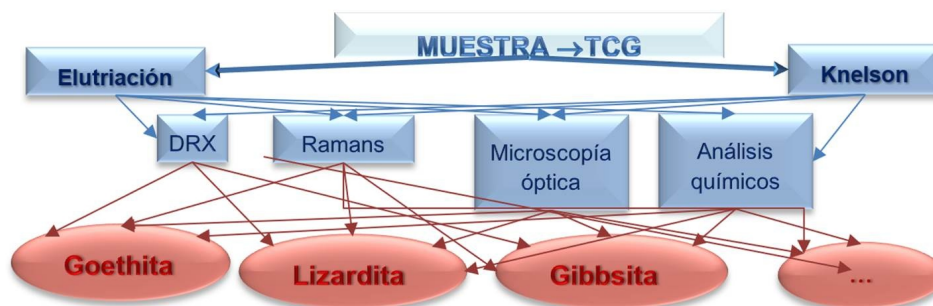 MUESTRA →TCG
Elutriación
Knelson
DRX
Ramans
Microscopía
óptica
Análisis
químicos
Goethita
Lizardita
Gibbsita
...